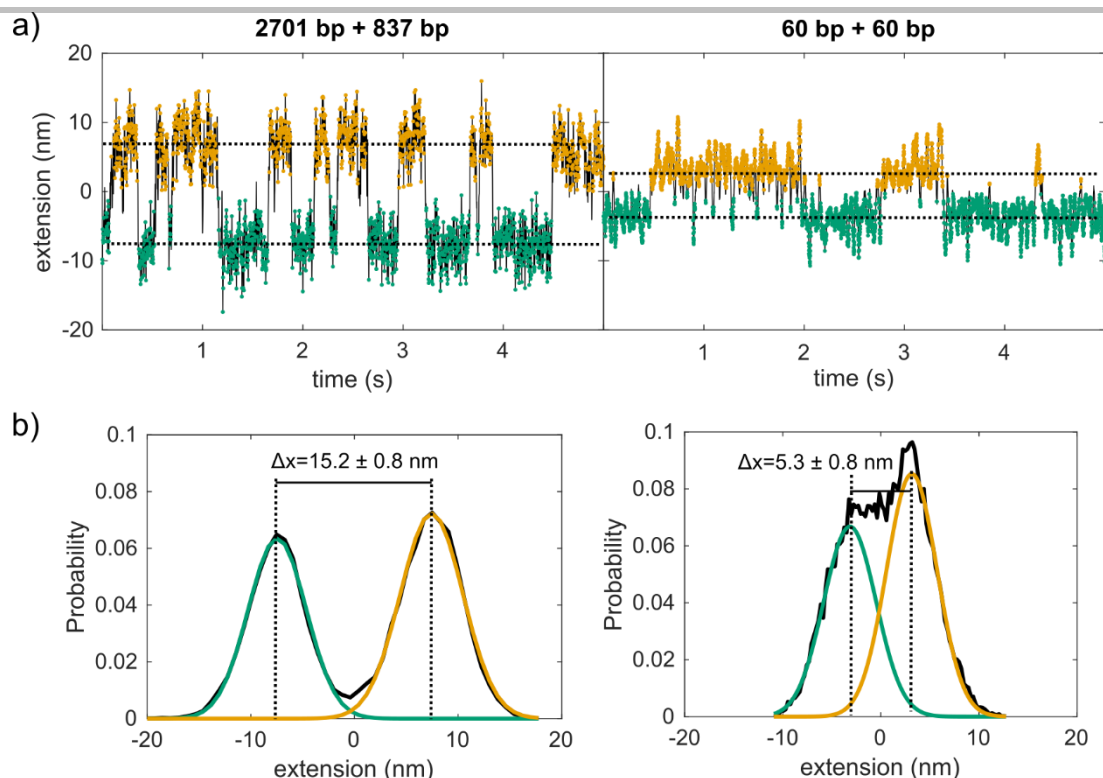 a)
2701 bp + 837 bp
60 bp + 60 bp
20
10
0
-10
-20
extension (nm)
1
2
3
4
time (s)
1
2
3
4
time (s)
b)
0.1
0.08
0.06
0.04
0.02
0
Probability
Δx=15.2 ± 0.8 nm
-20
-10
0
10
20
extension (nm)
0.1
0.08
0.06
0.04
0.02
0
Probability
Δx=5.3 ± 0.8 nm
-20
-10
0
10
20
extension (nm)